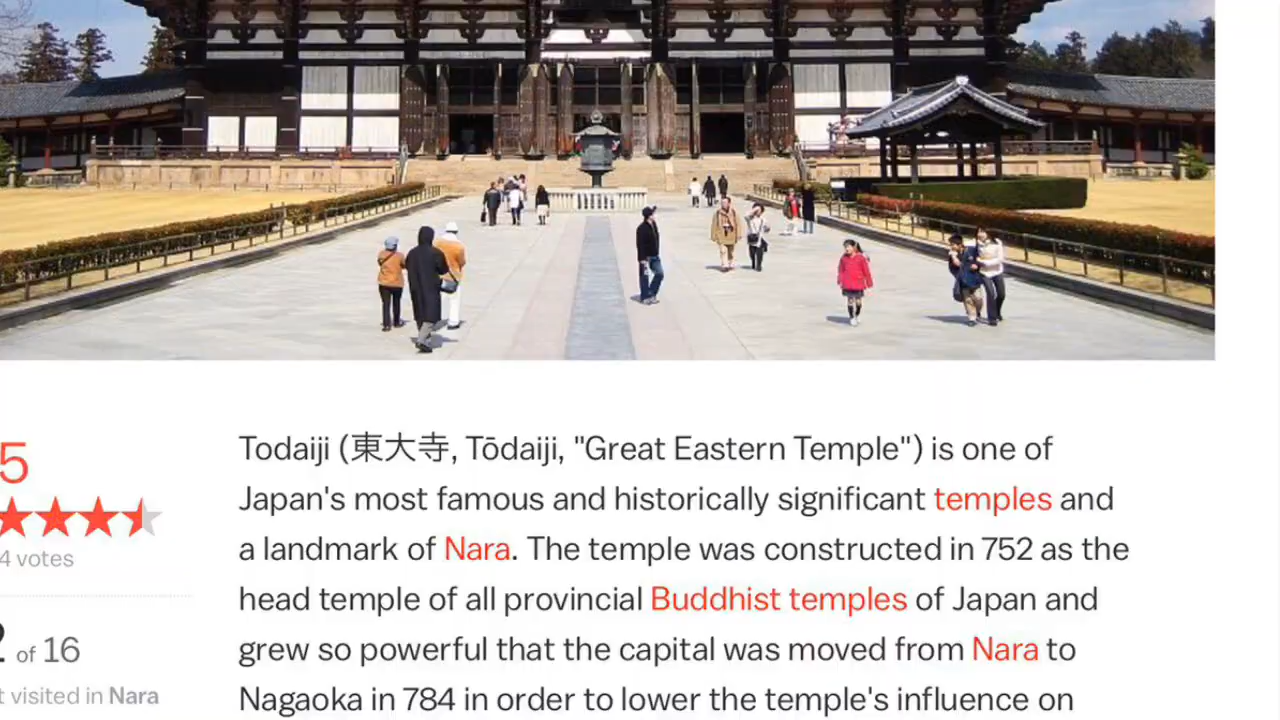 5
4 votes
2 of 16
t visited in Nara
Todaiji (東大寺, Tōdaiji, "Great Eastern Temple") is one of
Japan's most famous and historically significant temples and
a landmark of Nara. The temple was constructed in 752 as the
head temple of all provincial Buddhist temples of Japan and
grew so powerful that the capital was moved from Nara to
Nagaoka in 784 in order to lower the temple's influence on